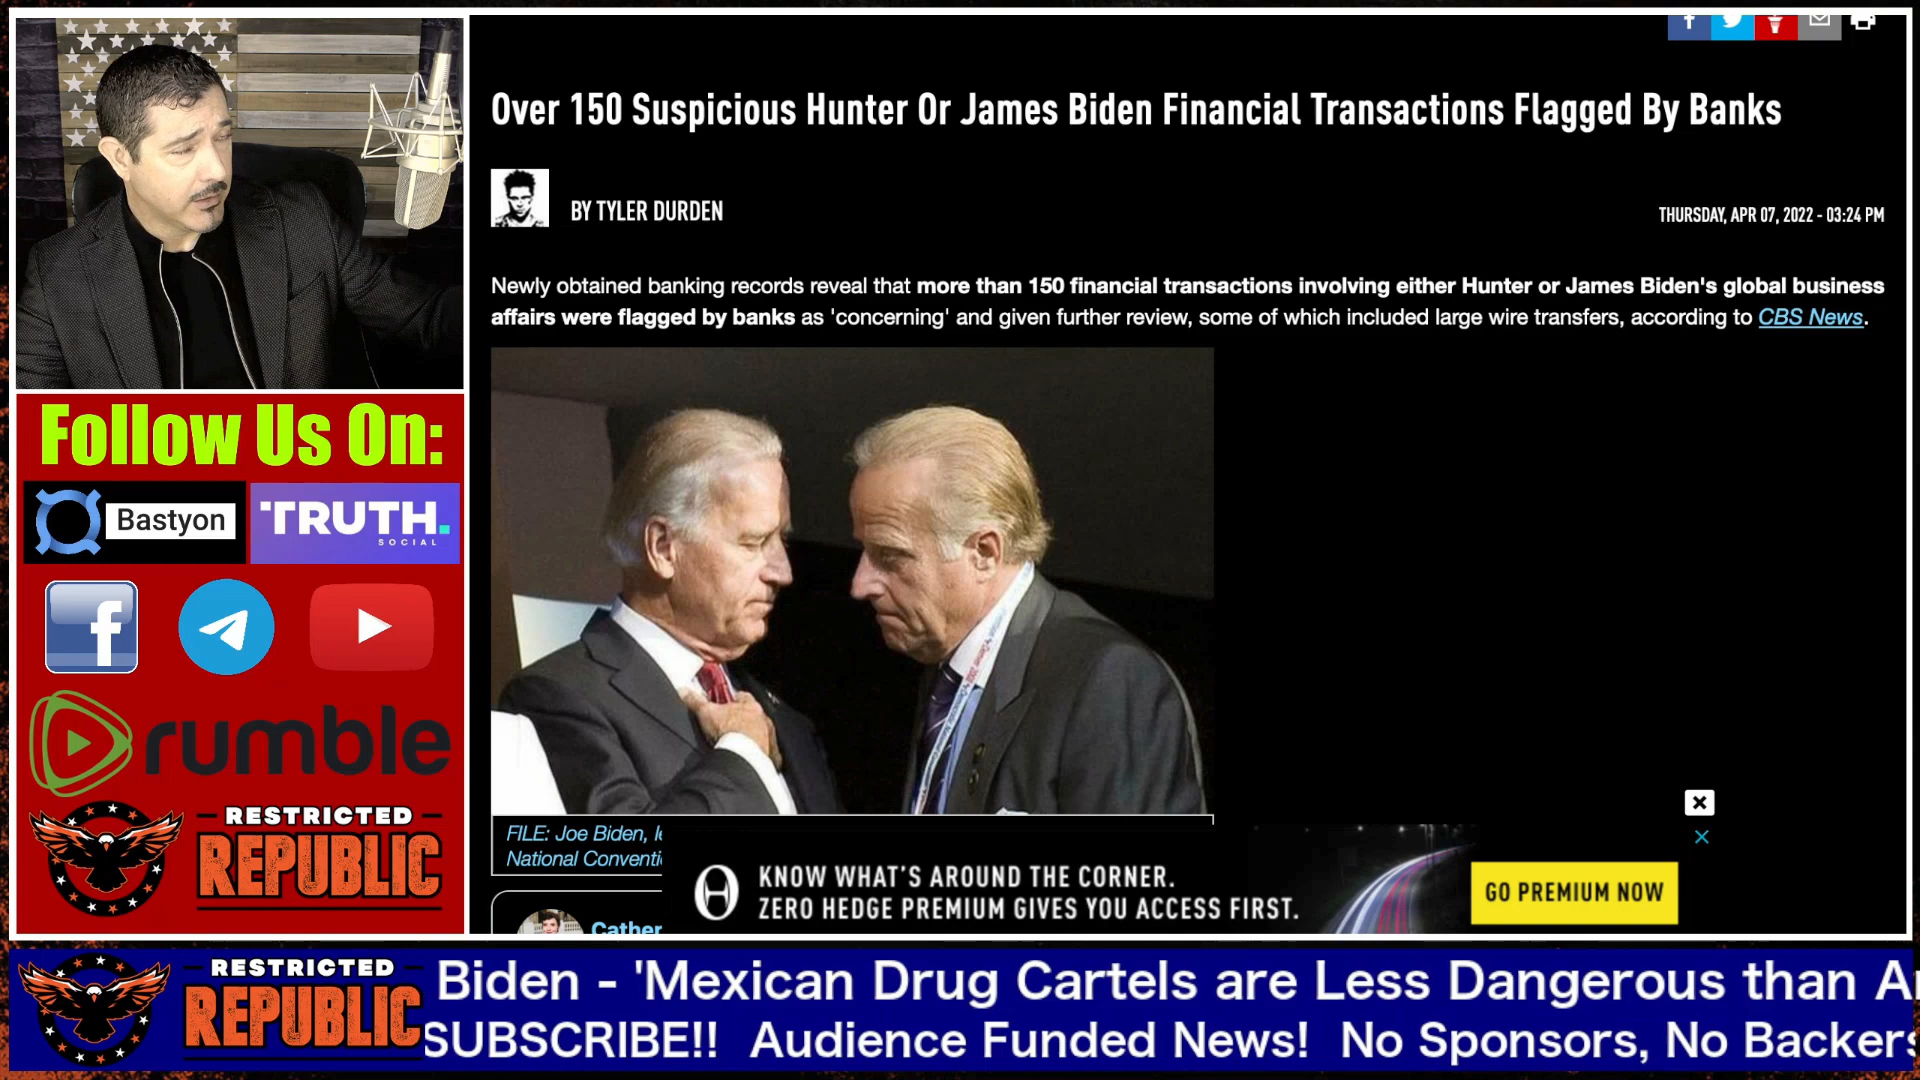 Over 150 Suspicious Hunter Or James Biden Financial Transactions Flagged By Banks
BY TYLER DURDEN
THURSDAY, APR 07, 2022 - 03:24 PM
Newly obtained banking records reveal that more than 150 financial transactions involving either Hunter or James Biden's global business
affairs were flagged by banks as 'concerning' and given further review, some of which included large wire transfers, according to CBS News.
FILE: Joe Biden,
National Conventi
Cather
KNOW WHAT'S AROUND THE CORNER.
ZERO HEDGE PREMIUM GIVES YOU ACCESS FIRST.
GO PREMIUM NOW
Follow Us On:
Bastyon
TRUTH.
SOCIAL
rumble
RESTRICTED
REPUBLIC
RESTRICTED
REPUBLIC
Biden - 'Mexican Drug Cartels are Less Dangerous than
SUBSCRIBE!! Audience Funded News! No Sponsors, No Backers